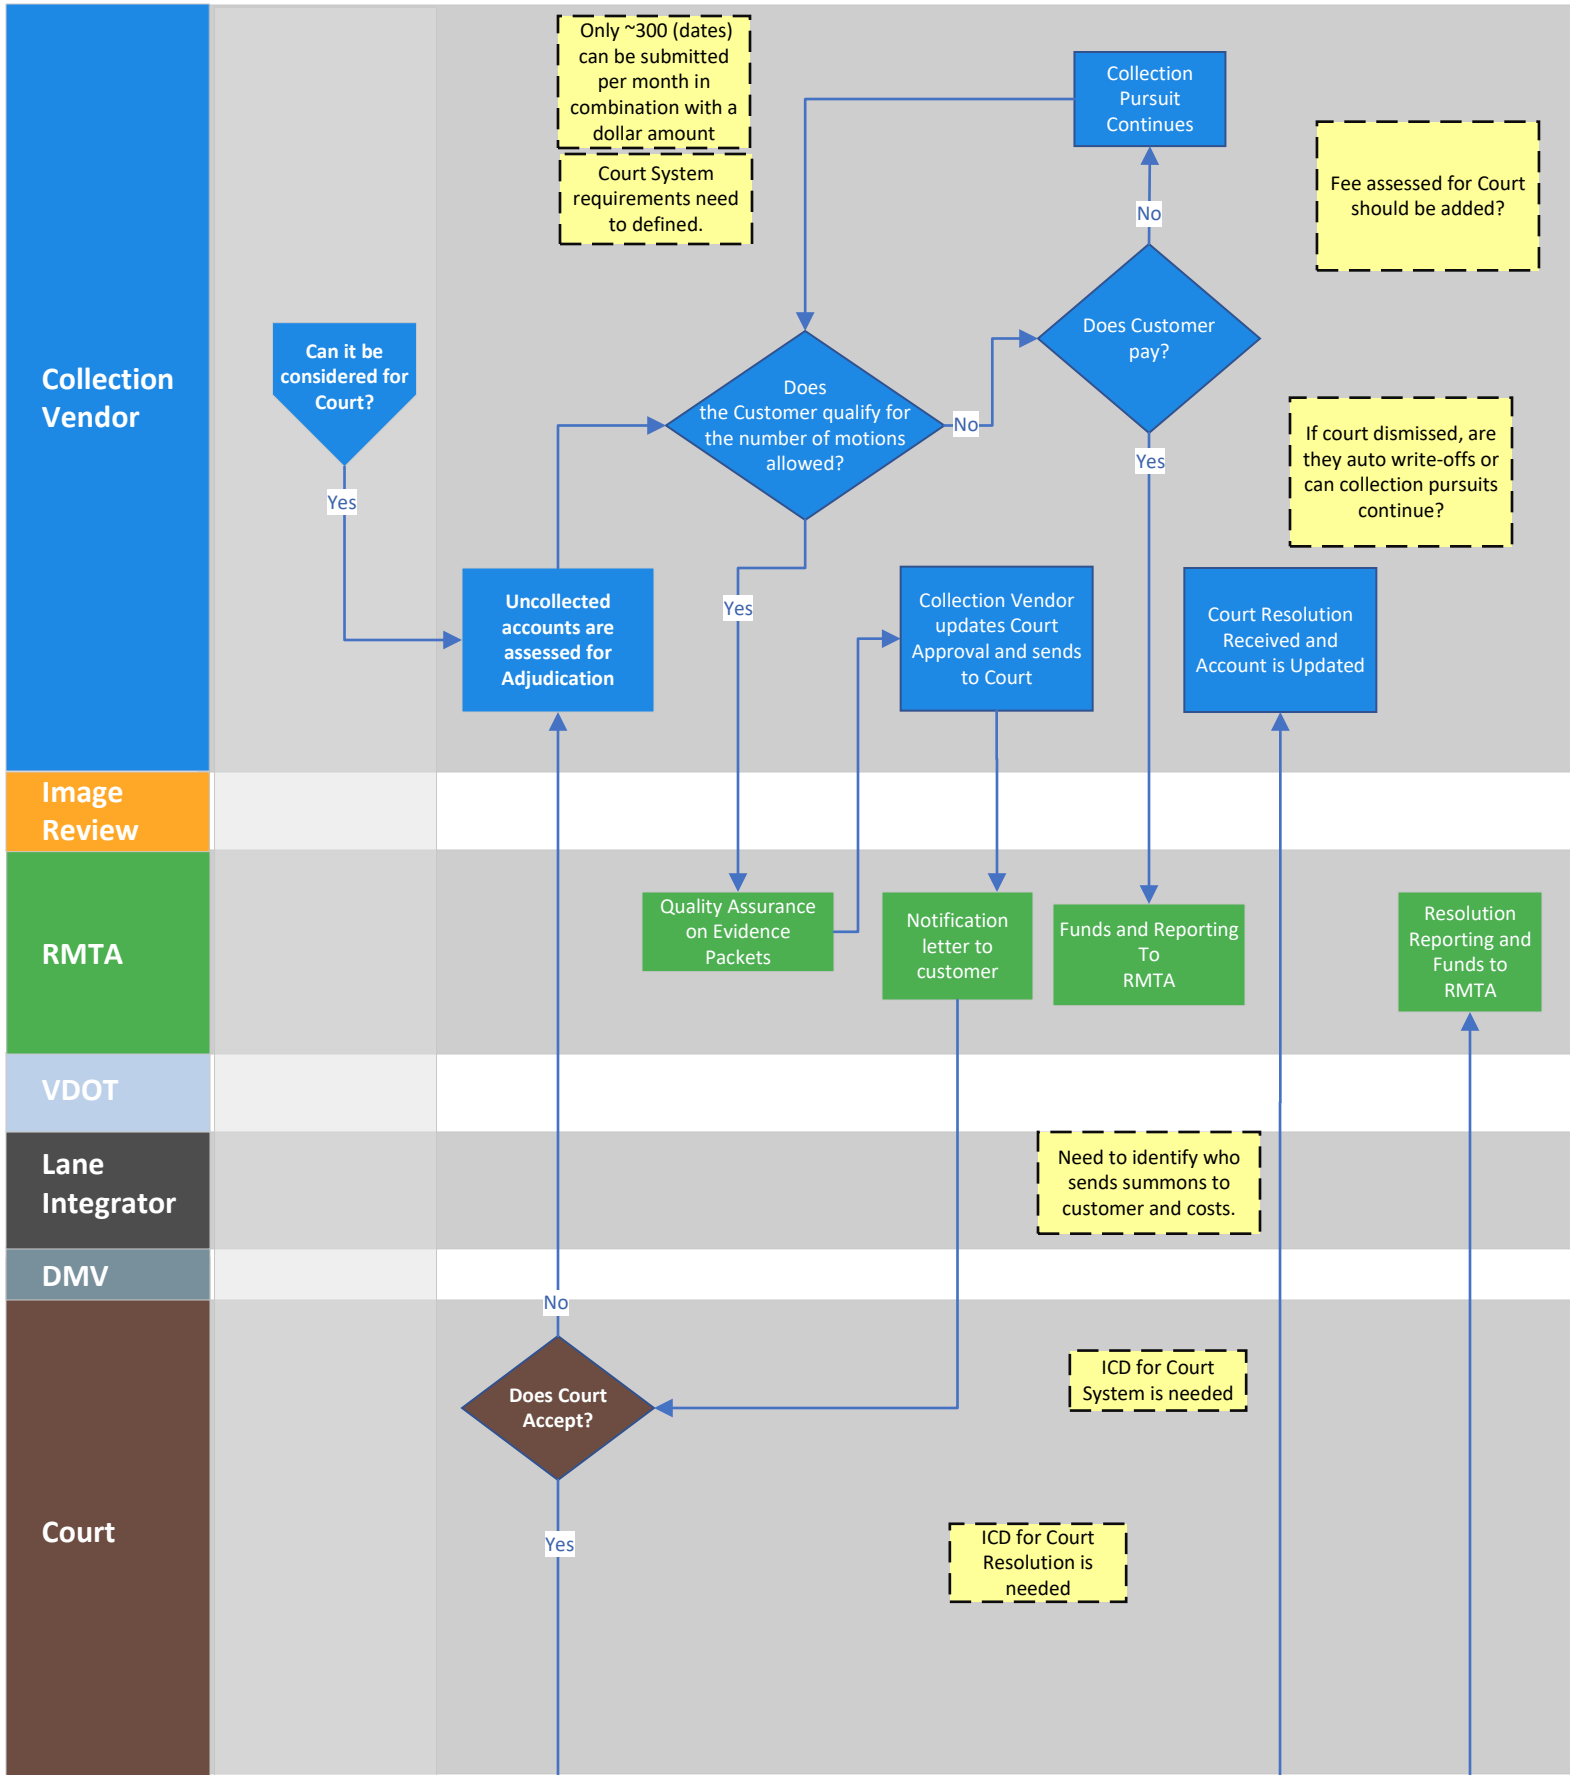 Collection
Vendor
Image
Review
RMTA
VDOT
Lane
Integrator
DMV
Court
Only ~300 (dates)
can be submitted
per month in
combination with a
dollar amount
Court System
requirements need
to defined.
Collection
Pursuit
Continues
No
Fee assessed for Court
should be added?
Can it be
considered for
Court?
Yes
Does
the Customer qualify for
the number of motions
allowed?
No
Does Customer
pay?
Yes
If court dismissed, are
they auto write-offs or
can collection pursuits
continue?
Uncollected
accounts are
assessed for
Adjudication
Yes
Collection Vendor
updates Court
Approval and sends
to Court
Court Resolution
Received and
Account is Updated
Quality Assurance
on Evidence
Packets
Notification
letter to
customer
Funds and Reporting
To
RMTA
Resolution
Reporting and
Funds to
RMTA
Need to identify who
sends summons to
customer and costs.
No
Does Court
Accept?
ICD for Court
System is needed
Yes
ICD for Court
Resolution is
needed